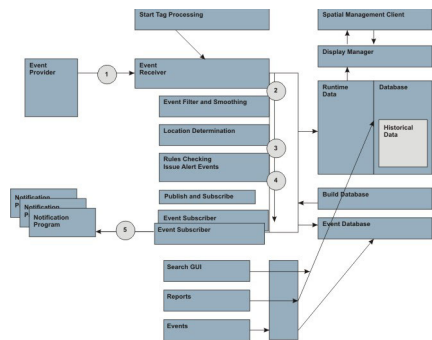 Start Tag Processing
Spatial Management Client
Display Manager
Event
Provider
1
Event
Receiver
2
Runtime
Data
Database
Event Filter and Smoothing
Historical
Data
Location Determination
3
Rules Checking
Issue Alert Events
4
Notification
P
Notification
P
Notification
Program
Publish and Subscribe
Build Database
Event Subscriber
Event Subscriber
5
Event Database
Search GUI
Reports
Events